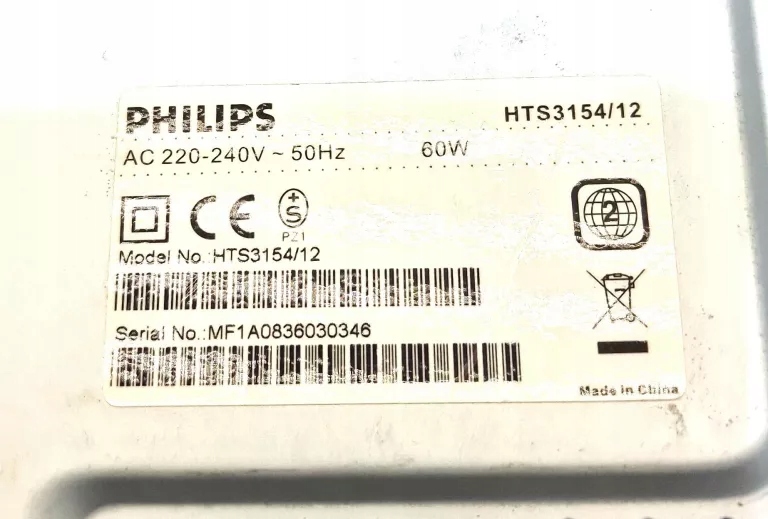 PHILIPS
HTS3154/12
AC 220-240V ~ 50Hz 60W
CE
+
S
PZ1
2
Model No.:HTS3154/12
Serial No.:MF1A0836030346
Made in China